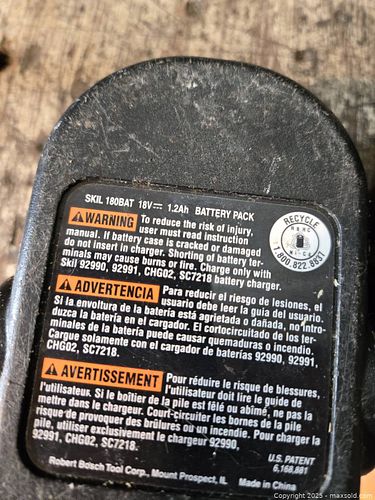 SKIL 180BAT 18V⎓ 1.2Ah BATTERY PACK
WARNING To reduce the risk of injury,
user must read instruction
manual. If battery case is cracked or damaged
do not insert in charger. Shorting of battery ter-
minals may cause burns or fire. Charge only with
Skil 92990, 92991, CHG02, SC7218 battery charger.
RECYCLE
1.800.822.8837
ADVERTENCIA Para reducir el riesgo de lesiones, el
usuario debe leer la guía del usuario.
Si la envoltura de la batería está agrietada o dañada, no intro-
duzca la batería en el cargador. El cortocircuitado de los ter-
minales de la batería puede causar quemaduras o incendio.
Cargue solamente con el cargador de baterías 92990, 92991,
CHG02, SC7218.
AVERTISSEMENT Pour réduire le risque de blessures,
l'utilisateur doit lire le guide de
l'utilisateur. Si le boîtier de la pile est fêlé ou abîmé, ne pas la
mettre dans le chargeur. Court-circuiter les bornes de la pile
risque de provoquer des brûlures ou un incendie. Pour charger la
pile, utiliser exclusivement le chargeur 92990,
92991, CHG02, SC7218.
U.S. PATENT
6,168,881
Robert Bosch Tool Corp., Mount Prospect, IL Made in China
Copyright 2025 - maxsold.com